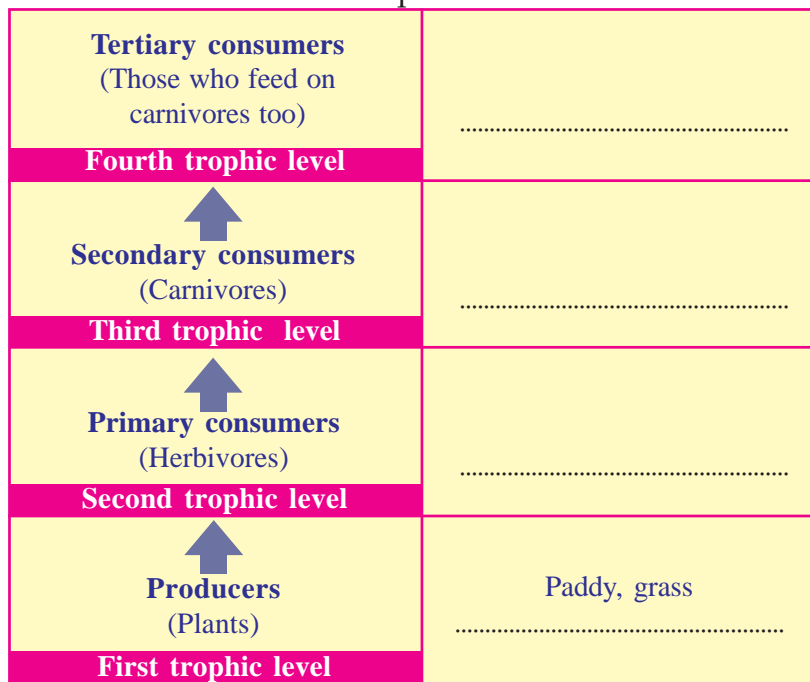 Tertiary consumers
(Those who feed on
carnivores too)
..............................................
Fourth trophic level
Secondary consumers
(Carnivores)
..............................................
Third trophic level
Primary consumers
(Herbivores)
..............................................
Second trophic level
Producers
(Plants)
Paddy, grass
..............................................
First trophic level